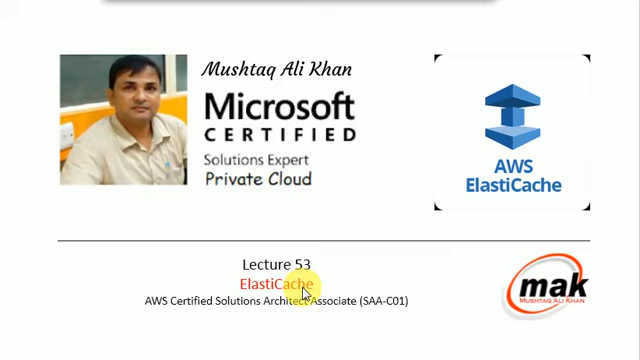 Mushtaq Ali Khan
Microsoft
CERTIFIED
Solutions Expert
Private Cloud
AWS
ElastiCache
Lecture 53
ElastiCache
AWS Certified Solutions Architect Associate (SAA-C01)
mak
MUSHTAQ ALI KHAN